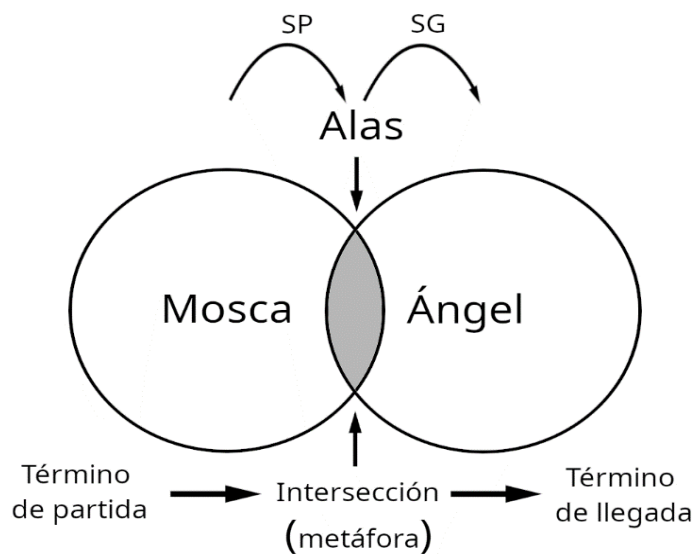 SP
SG
Alas
Mosca
Ángel
Término
de partida
Intersección
(metáfora)
Término
de llegada